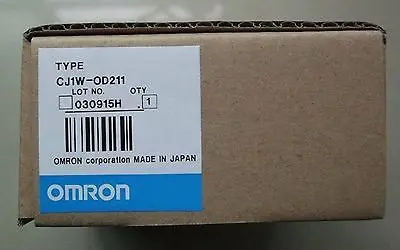 TYPE
CJ1W-OD211
LOT NO. QTY
030915H . 1
OMRON corporation MADE IN JAPAN
OMRON